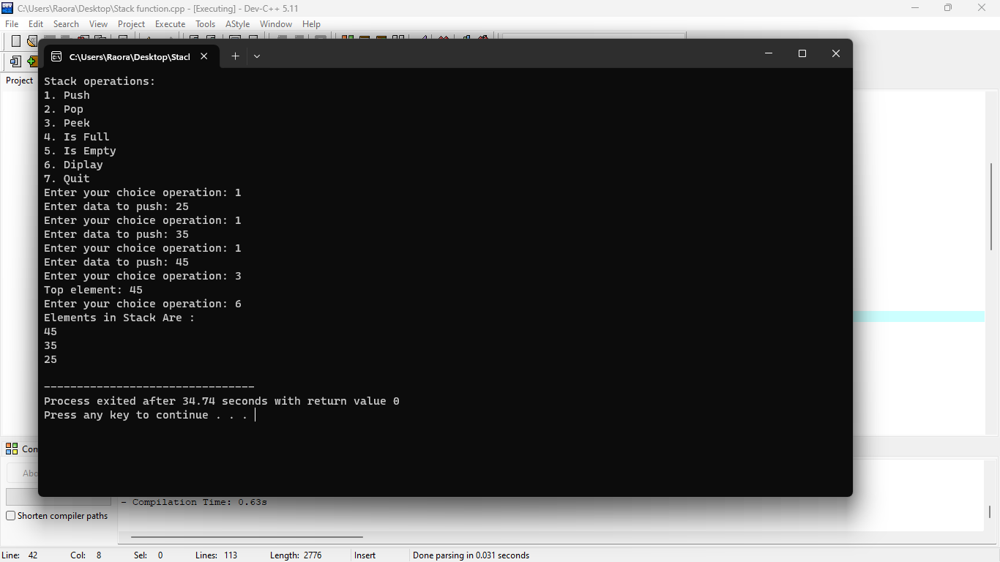 C:\Users\Raora\Desktop\Stack function.cpp - [Executing] - Dev-C++ 5.11
File Edit Search View Project Execute Tools AStyle Window Help
C:\Users\Raora\Desktop\Stacl
Project
Stack operations:
1. Push
2. Pop
3. Peek
4. Is Full
5. Is Empty
6. Diplay
7. Quit
Enter your choice operation: 1
Enter data to push: 25
Enter your choice operation: 1
Enter data to push: 35
Enter your choice operation: 1
Enter data to push: 45
Enter your choice operation: 3
Top element: 45
Enter your choice operation: 6
Elements in Stack Are :
45
35
25
--------------------------------
Process exited after 34.74 seconds with return value 0
Press any key to continue . . .
- Compilation Time: 0.63s
Shorten compiler paths
Line: 42 Col: 8 Sel: 0 Lines: 113 Length: 2776 Insert Done parsing in 0.031 seconds